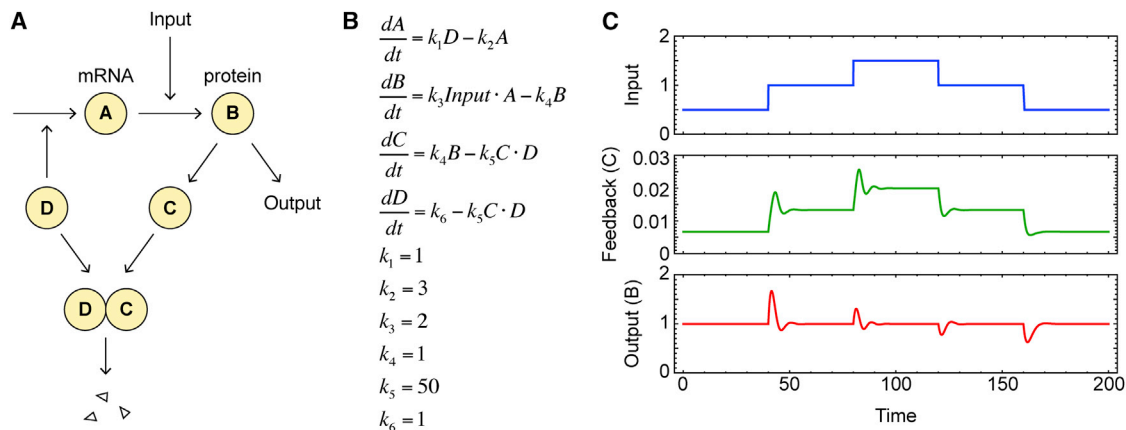 A
Input
mRNA
protein
A
B
D
C
Output
D C
B
dA/dt = k₁D – k₂A
dB/dt = k₃Input · A – k₄B
dC/dt = k₄B – k₅C · D
dD/dt = k₆ – k₅C · D
k₁ = 1
k₂ = 3
k₃ = 2
k₄ = 1
k₅ = 50
k₆ = 1
C
Input
2
1
0
Feedback (C)
0.03
0.02
0.01
0
Output (B)
2
1
2
0 50 100 150 200
Time